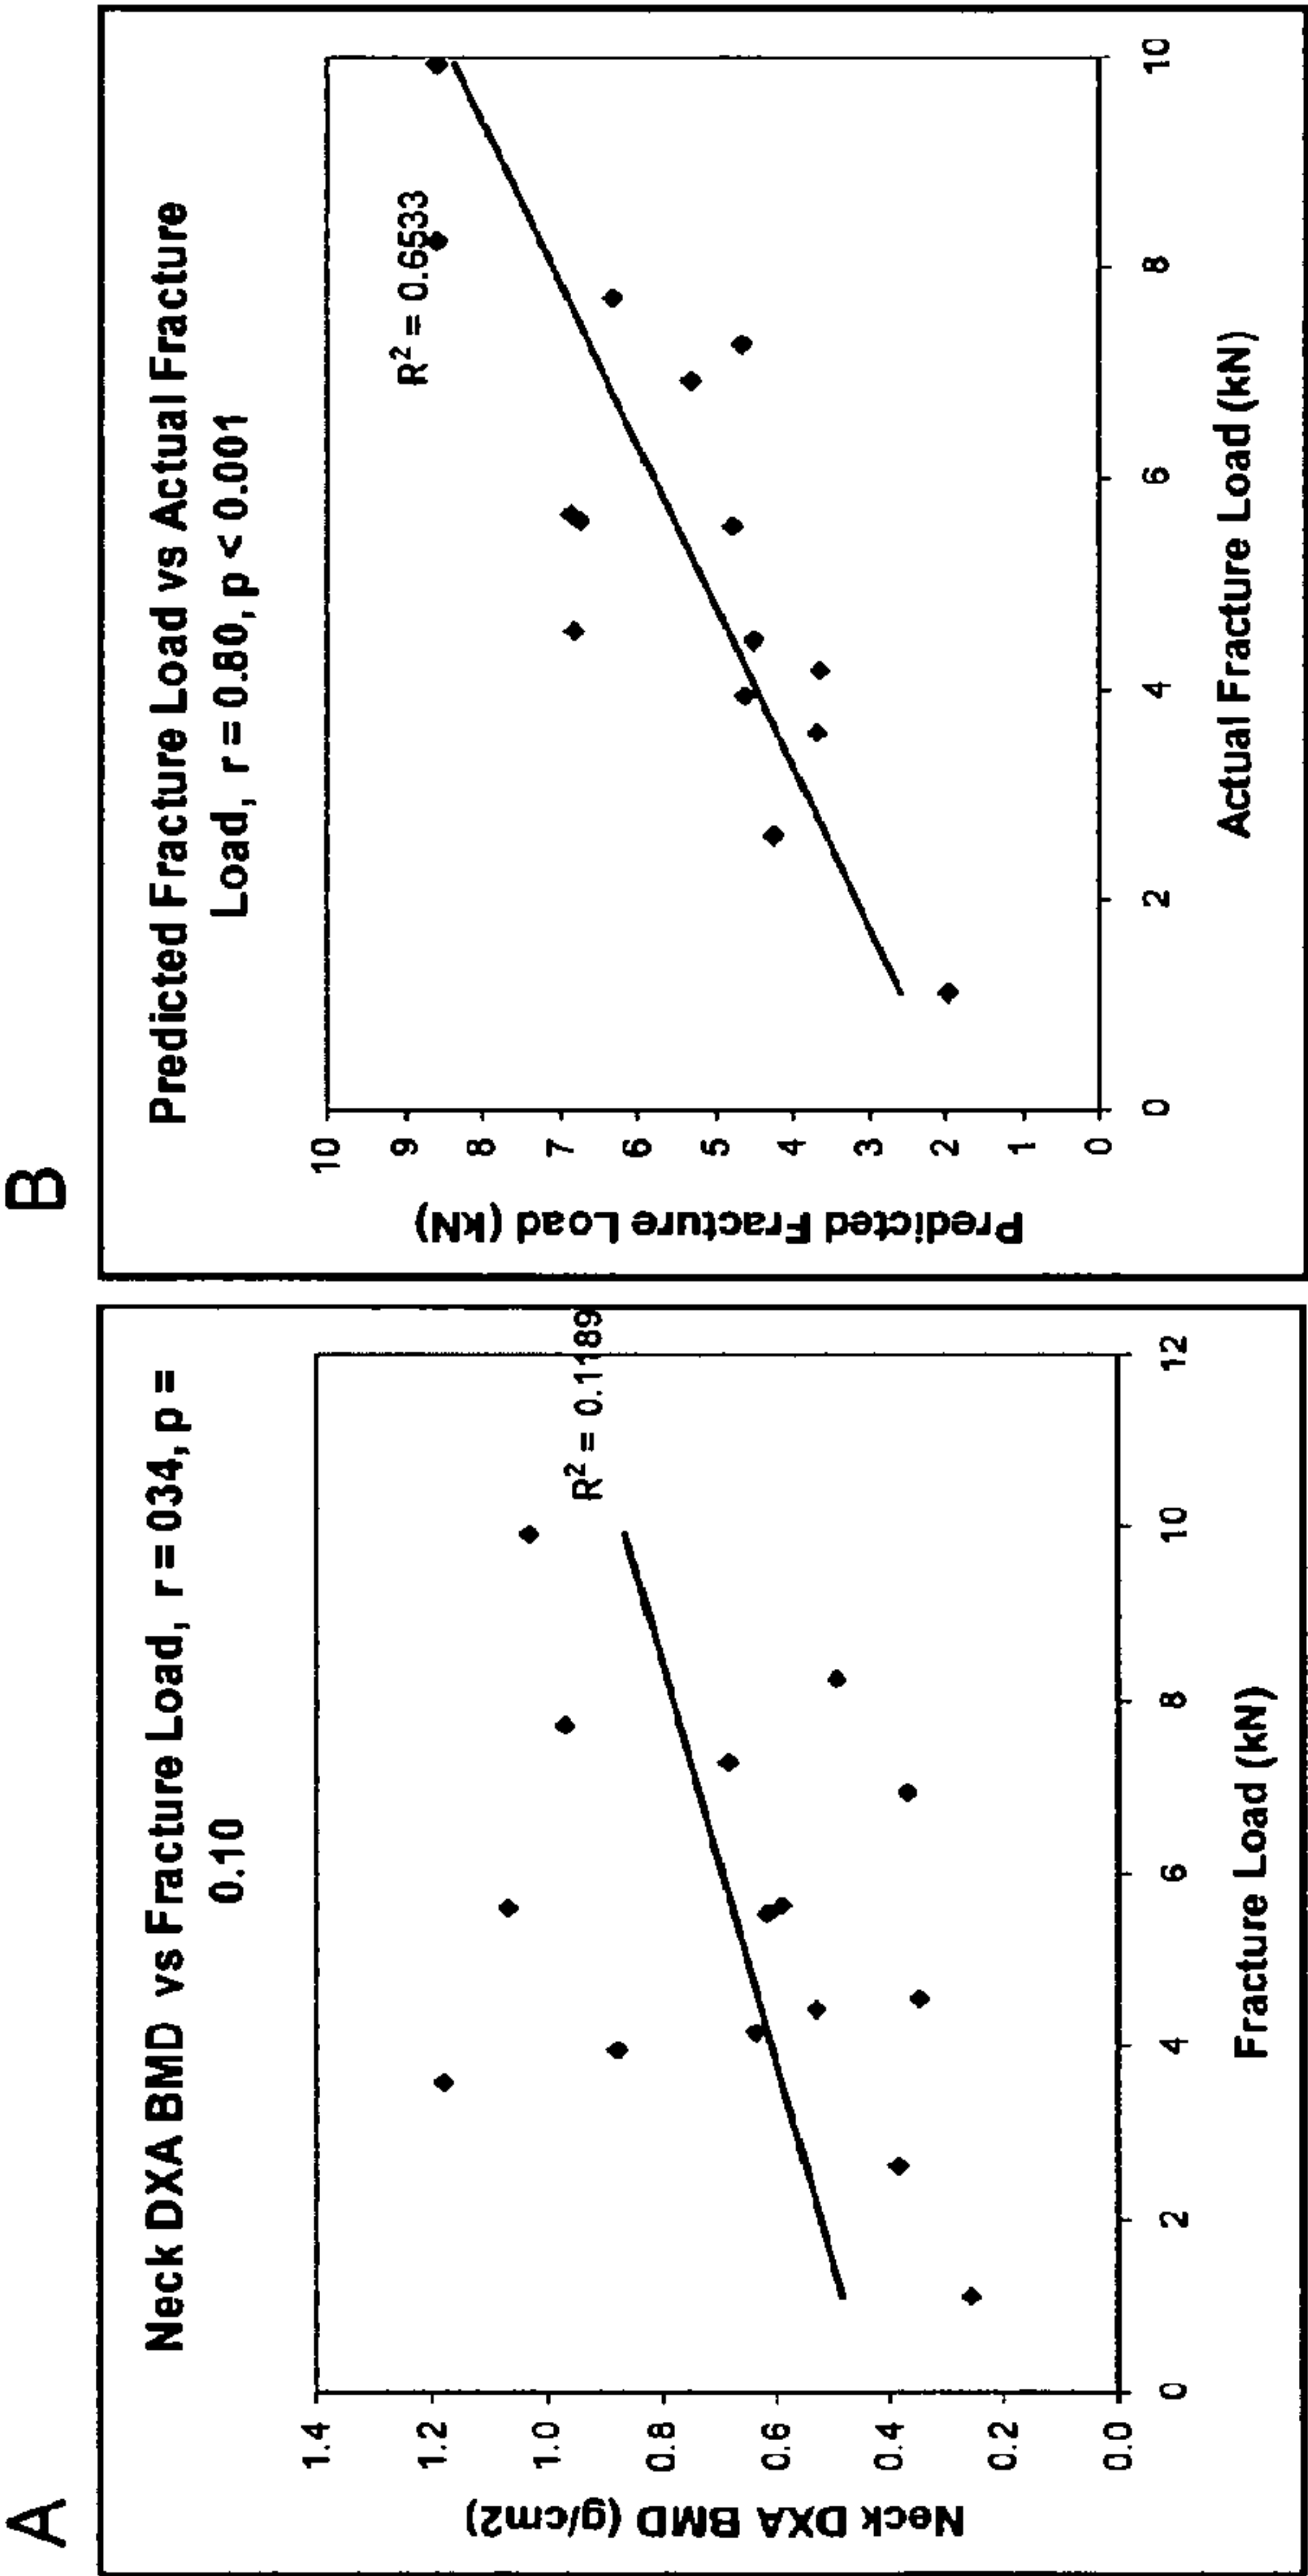 A
Neck DXA BMD vs Fracture Load, r = 034, p =
0.10
R² = 0.1189
1.4
1.2
1.0
0.8
0.6
0.4
0.2
0.0
Neck DXA BMD (g/cm2)
0 2 4 6 8 10 12
Fracture Load (kN)
B
Predicted Fracture Load vs Actual Fracture
Load, r = 0.80, p < 0.001
R² = 0.6533
10
9
8
7
6
5
4
3
2
1
0
Predicted Fracture Load (kN)
0 2 4 6 8 10
Actual Fracture Load (kN)